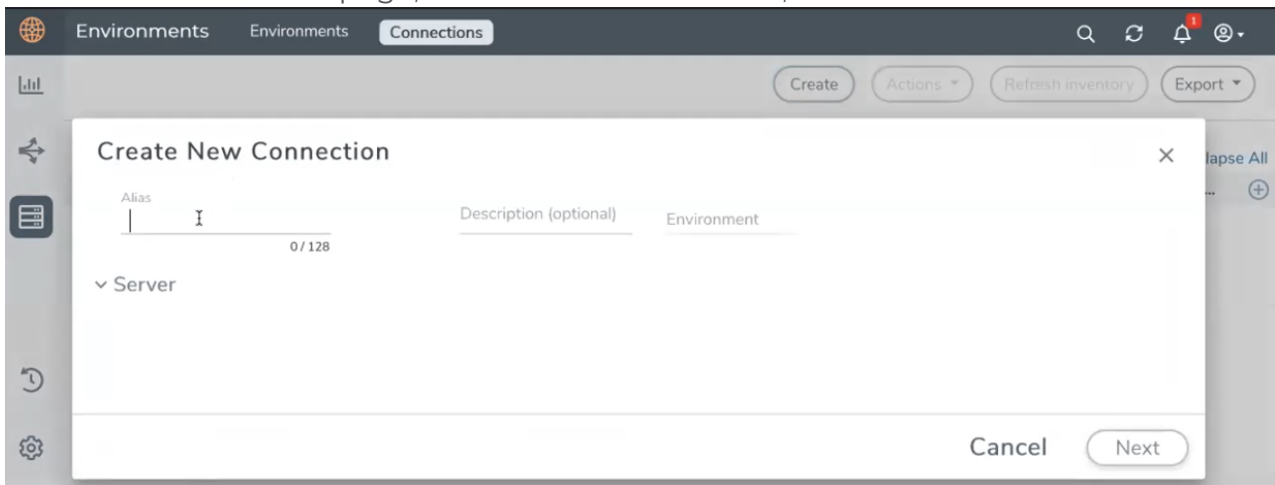 Environments Environments Connections 1
Create Actions Refresh inventory Export
Create New Connection
lapse All
Alias
...
Description (optional) Environment
0 / 128
Server
Cancel Next